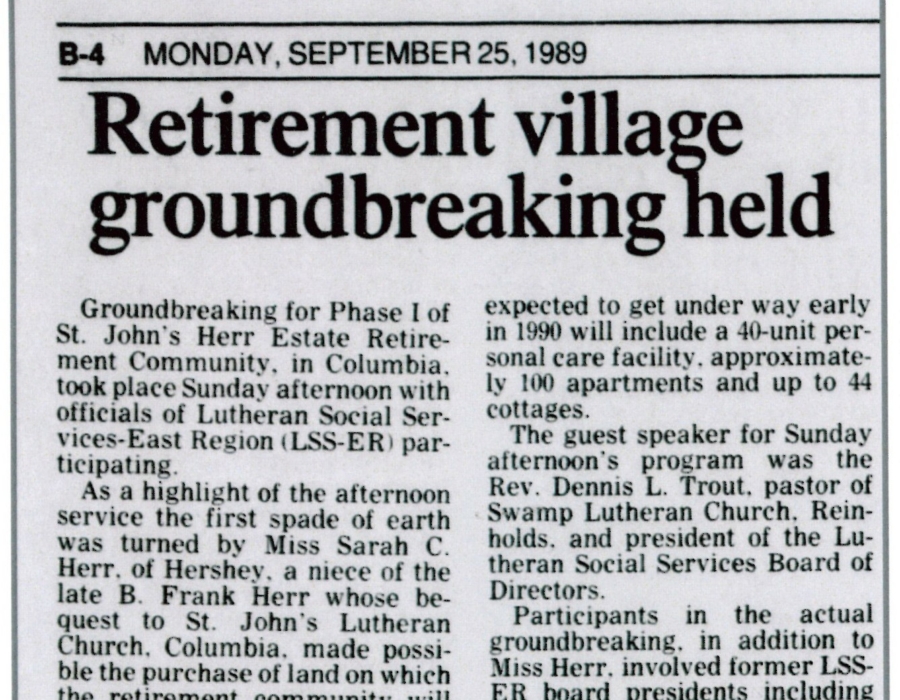 B-4 MONDAY, SEPTEMBER 25, 1989
Retirement village
groundbreaking held
Groundbreaking for Phase I of
St. John's Herr Estate Retire-
ment Community, in Columbia,
took place Sunday afternoon with
officials of Lutheran Social Ser-
vices-East Region (LSS-ER) par-
ticipating.
As a highlight of the afternoon
service the first spade of earth
was turned by Miss Sarah C.
Herr, of Hershey, a niece of the
late B. Frank Herr whose be-
quest to St. John's Lutheran
Church, Columbia, made possi-
ble the purchase of land on which
the retirement community will
expected to get under way early
in 1990 will include a 40-unit per-
sonal care facility, approximate-
ly 100 apartments and up to 44
cottages.
The guest speaker for Sunday
afternoon's program was the
Rev. Dennis L. Trout, pastor of
Swamp Lutheran Church, Rein-
holds, and president of the Lu-
theran Social Services Board of
Directors.
Participants in the actual
groundbreaking, in addition to
Miss Herr, involved former LSS-
ER board presidents including